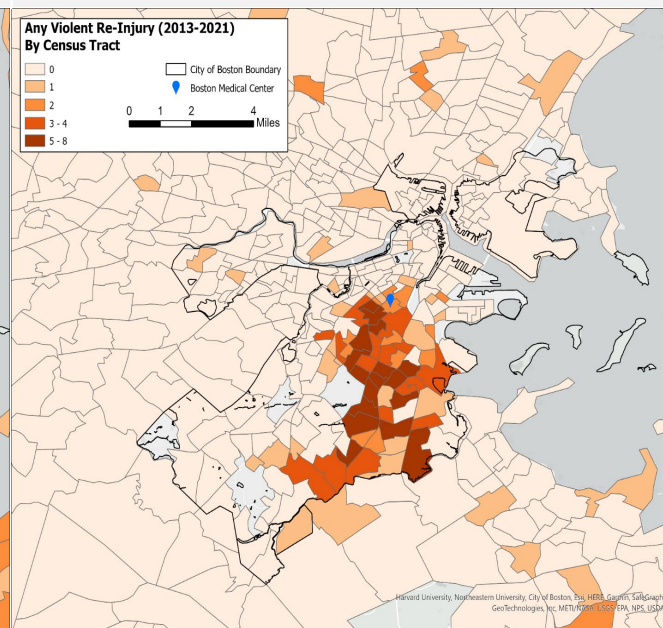 Any Violent Re-Injury (2013-2021)
By Census Tract
0
1
2
3 - 4
5 - 8
City of Boston Boundary
Boston Medical Center
0 1 2 4
Miles
Harvard University, Northeastern University, City of Boston, Esri, HERE, Garmin, SafeGraph
GeoTechnologies, Inc, METI/NASA, USGS, EPA, NPS, USDA